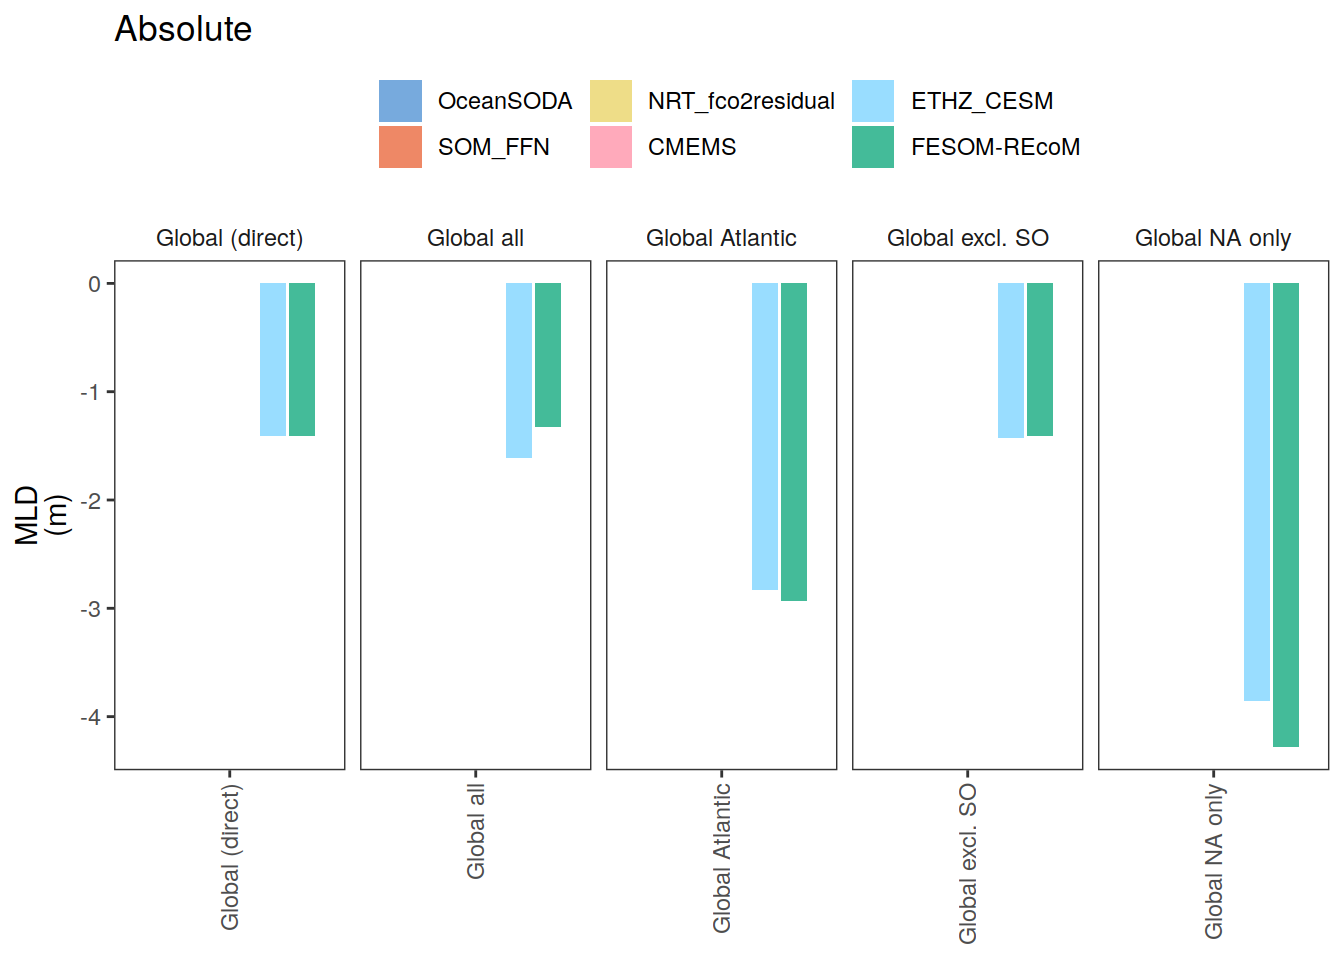 Absolute
OceanSODA NRT_fco2residual ETHZ_CESM
SOM_FFN CMEMS FESOM-REcoM
Global (direct) Global all Global Atlantic Global excl. SO Global NA only
0
-1
-2
-3
-4
MLD
(m)
Global (direct) Global all Global Atlantic Global excl. SO Global NA only